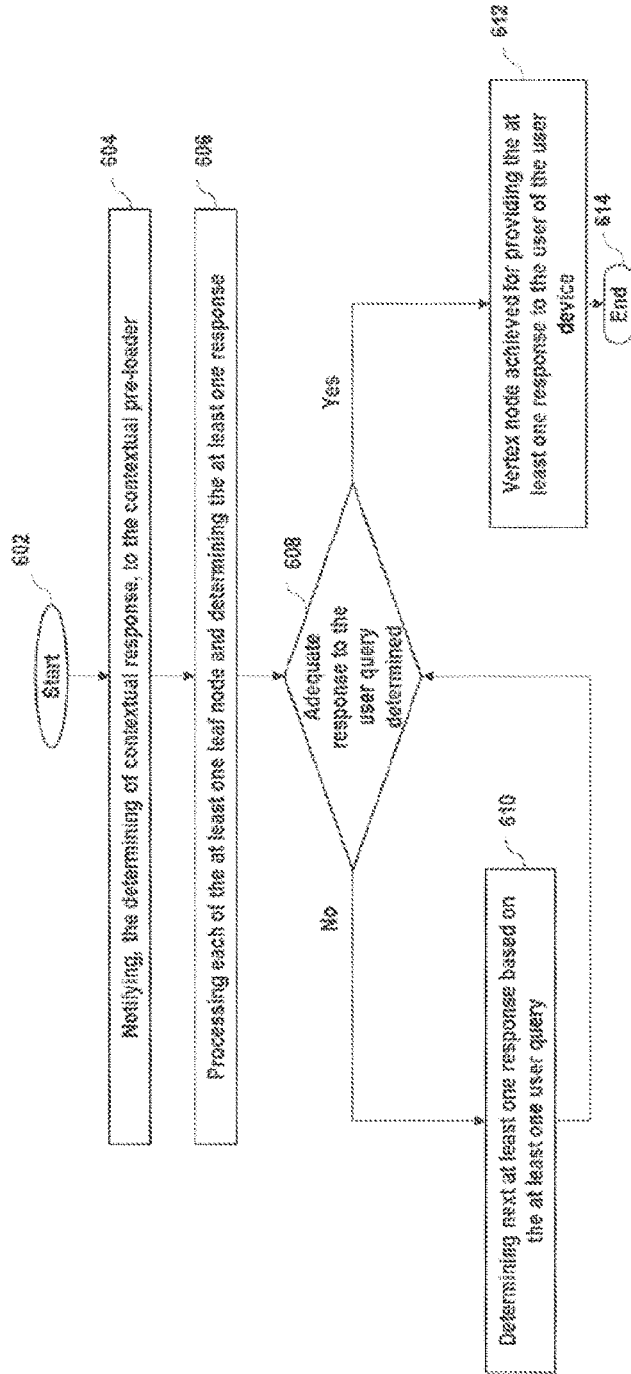 602
Start
604
Notifying, the determining of contextual response, to the contextual pre-loader
606
Processing each of the at least one leaf node and determining the at least one response
608
Adequate
response to the
user query
determined
No
Yes
610
Determining next at least one response based on
the at least one user query
612
Vertex node achieved for providing the at
least one response to the user of the user
device
614
End